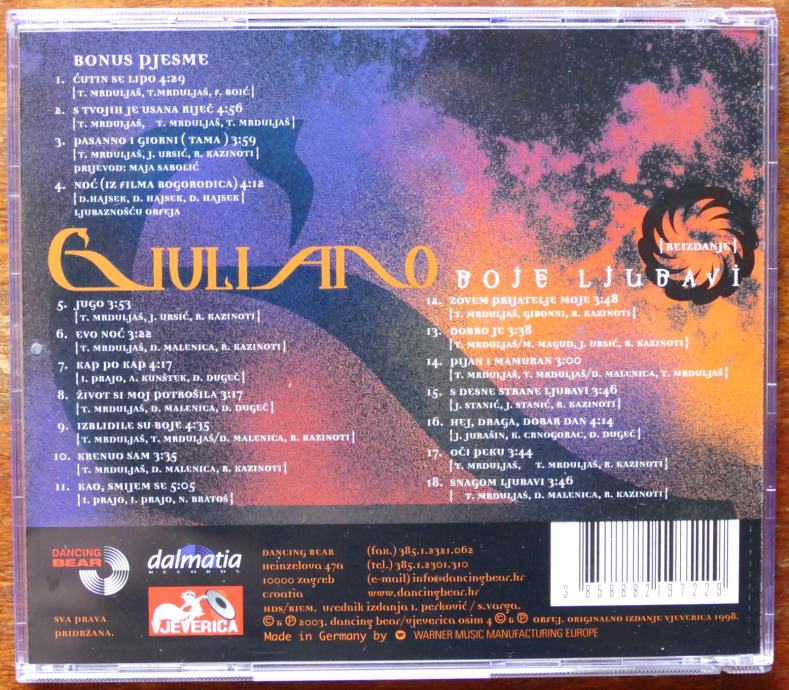 BONUS PJESME
1. ĆUTIN SE LIPO 4:29
[T. MRDULJAŠ, T.MRDULJAŠ, F. BOIĆ]
2. S TVOJIH JE USANA RIJEČ 4:56
[T. MRDULJAŠ, T. MRDULJAŠ, T. MRDULJAŠ]
3. PASANNO I GIORNI ( TAMA ) 3:59
[T. MRDULJAŠ, J. URSIĆ, R. KAZINOTI]
PRIJEVOD: MAJA SABOLIĆ
4. NOĆ (IZ FILMA BOGORODICA) 4:12
[D.HAJSEK, D. HAJSEK, D. HAJSEK]
LJUBAZNOŠĆU ORFEJA
GIULIANO
[REIZDANJE]
BOJE LJUBAVI
5. JUGO 3:53
[T. MRDULJAŠ, J. URSIĆ, R. KAZINOTI]
6. EVO NOĆ 3:22
[T. MRDULJAŠ, D. MALENICA, R. KAZINOTI]
7. KAP PO KAP 4:17
[I. PRAJO, A. KUNŠTEK, D. DUGEČ]
8. ŽIVOT SI MOJ POTROŠILA 3:17
[T. MRDULJAŠ, D. MALENICA, D. DUGEČ]
9. IZBLIDILE SU BOJE 4:35
[T. MRDULJAŠ, T. MRDULJAŠ/D. MALENICA, R. KAZINOTI]
10. KRENUO SAM 3:35
[T. MRDULJAŠ, D. MALENICA, R. KAZINOTI]
11. KAO, SMIJEM SE 5:05
[I. PRAJO, I. PRAJO, N. BRATOŠ]
12. ZOVEM PRIJATELJE MOJE 3:48
[T. MRDULJAŠ, GIBONNI, R. KAZINOTI]
13. DOBRO JE 3:38
[T. MRDULJAŠ/M. MAGUD, J. URSIĆ, R. KAZINOTI]
14. PIJAN I MAMURAN 3:00
[T. MRDULJAŠ, T. MRDULJAŠ/D. MALENICA, T. MRDULJAŠ]
15. S DESNE STRANE LJUBAVI 3:46
[J. STANIĆ, J. STANIĆ, R. KAZINOTI]
16. HEJ, DRAGA, DOBAR DAN 4:14
[J. JURAŠIN, K. CRNOGORAC, D. DUGEČ]
17. OČI PEKU 3:44
[T. MRDULJAŠ, T. MRDULJAŠ, R. KAZINOTI]
18. SNAGOM LJUBAVI 3:46
[T. MRDULJAŠ, D. MALENICA, R. KAZINOTI]
DANCING BEAR
dalmatia
RECORDS
VJEVERICA
SVA PRAVA
PRIDRŽANA.
DANCING BEAR
heinzelova 47a
10000 zagreb
croatia
(fax.) 385.1.2321.062
(tel.) 385.1.2301.310
(e-mail) info@dancingbear.hr
www.dancingbear.hr
HDS/BIEM. urednik izdanja i. perković / s.varga.
© & ℗ 2003. dancing bear/vjeverica osim 4 © & ℗ ORFEJ. ORIGINALNO IZDANJE VJEVERICA 1998.
Made in Germany by WARNER MUSIC MANUFACTURING EUROPE
3 858882 197229